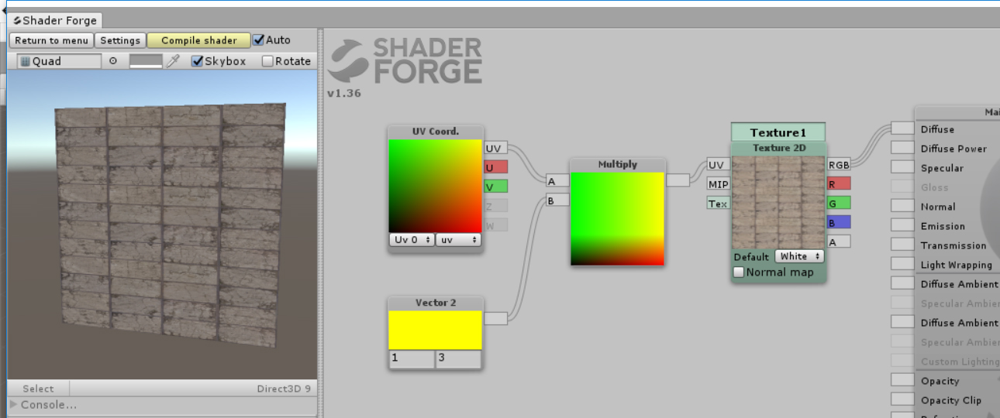 Shader Forge
Return to menu Settings Compile shader Auto
Quad Skybox Rotate
SHADER
FORGE
v1.36
UV Coord.
UV
U
V
Z
W
Uv 0 uv
Vector 2
1 3
Multiply
A
B
Texture1
Texture 2D
UV RGB
MIP R
Tex G
B
A
Default White
Normal map
Mai
Diffuse
Diffuse Power
Specular
Gloss
Normal
Emission
Transmission
Light Wrapping
Diffuse Ambient
Specular Ambien
Diffuse Ambient
Specular Ambien
Custom Lighting
Opacity
Opacity Clip
Select Direct3D 9
Console...